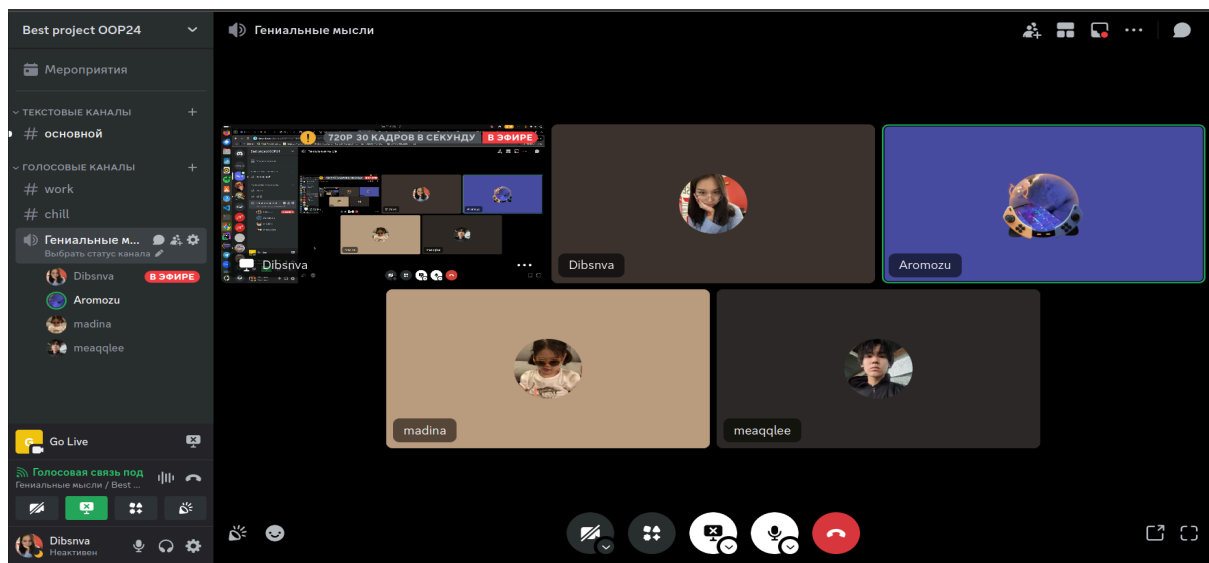 Best project OOP24
Мероприятия
ТЕКСТОВЫЕ КАНАЛЫ
# основной
ГОЛОСОВЫЕ КАНАЛЫ
# work
# chill
Гениальные м...
Выбрать статус канала
Dibsnva В ЭФИРЕ
Aromozu
madina
meaqqlee
G
Go Live
Голосовая связь под
Гениальные мысли / Best ...
Dibsnva
Неактивен
Гениальные мысли
720P 30 КАДРОВ В СЕКУНДУ В ЭФИРЕ
Dibsnva
Dibsnva
Aromozu
madina
meaqqlee